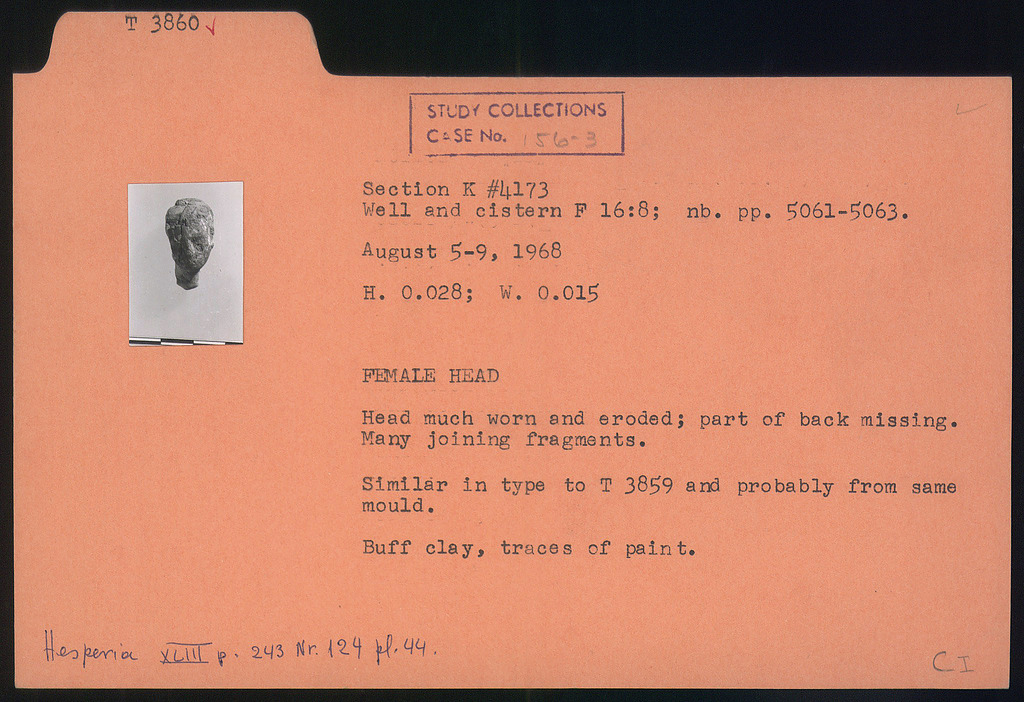 T 3860 ✓
STUDY COLLECTIONS
CASE No. 156-3
Section K #4173
Well and cistern F 16:8; nb. pp. 5061-5063.
August 5-9, 1968
H. 0.028; W. 0.015
FEMALE HEAD
Head much worn and eroded; part of back missing.
Many joining fragments.
Similar in type to T 3859 and probably from same
mould.
Buff clay, traces of paint.
Hesperia XLIII p. 243 Nr. 124 pl. 44.
CI